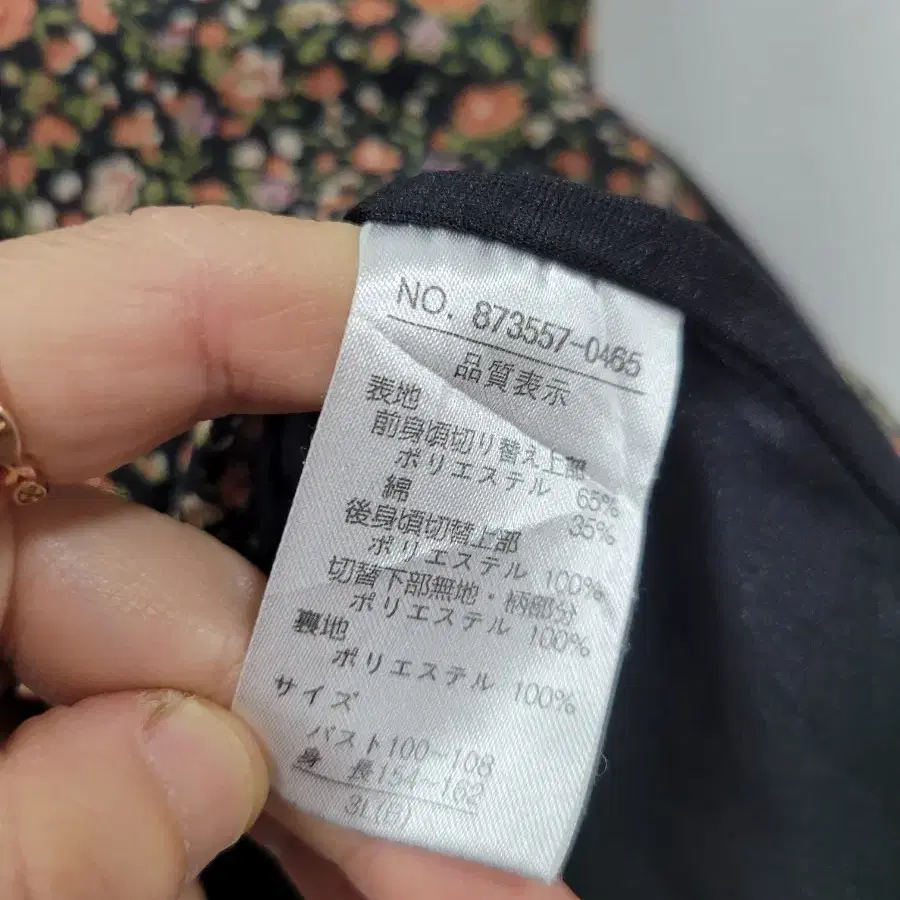 NO. 873557-0465
品質表示
表地
前身頃切り替え上部
ポリエステル 65%
綿 35%
後身頃切替上部
ポリエステル 100%
切替下部無地・柄部分
ポリエステル 100%
裏地
ポリエステル 100%
サイズ
バスト100~108
身 長154~162
3L(B)